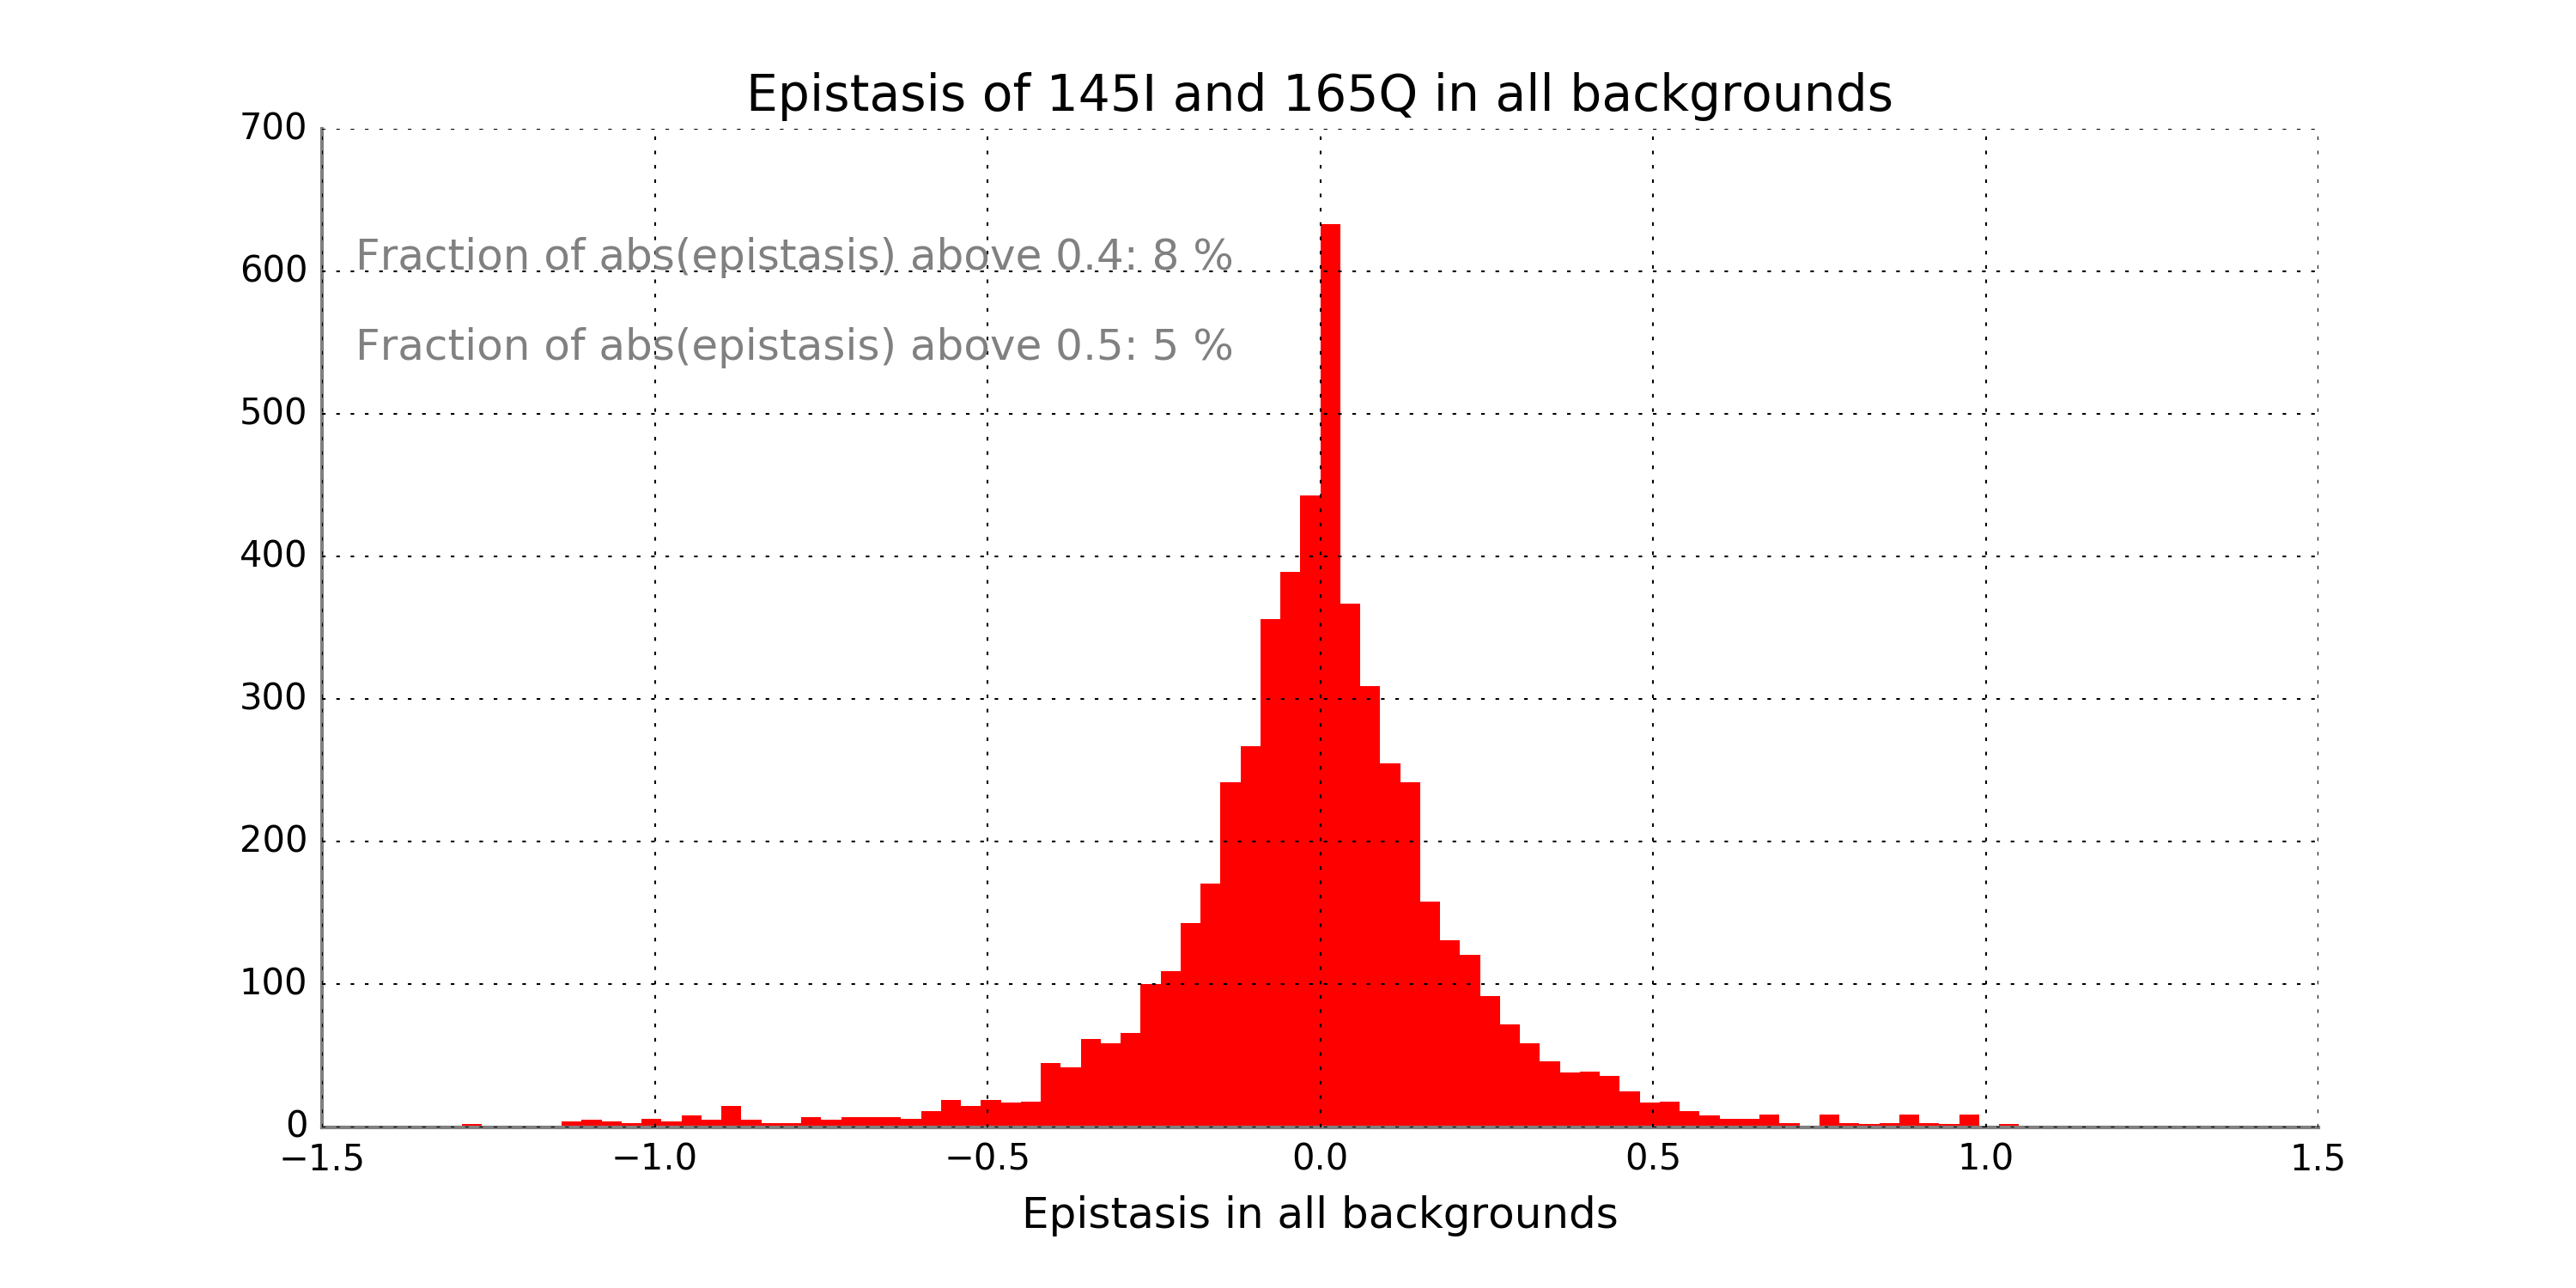 Epistasis of 145I and 165Q in all backgrounds
700
600
500
400
300
200
100
0
Fraction of abs(epistasis) above 0.4: 8 %
Fraction of abs(epistasis) above 0.5: 5 %
−1.5 −1.0 −0.5 0.0 0.5 1.0 1.5
Epistasis in all backgrounds